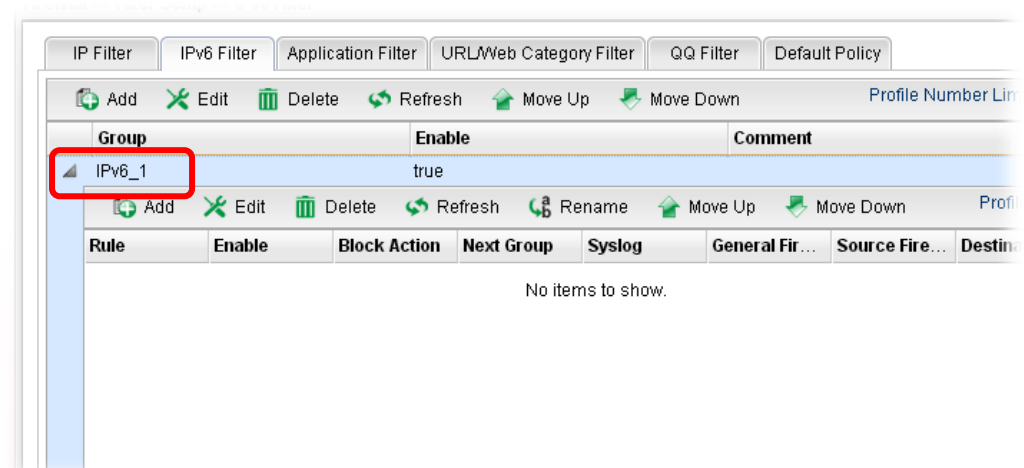 IP Filter IPv6 Filter Application Filter URL/Web Category Filter QQ Filter Default Policy
Add Edit Delete Refresh Move Up Move Down Profile Number Lim
Group Enable Comment
IPv6_1 true
Add Edit Delete Refresh Rename Move Up Move Down Profi
Rule Enable Block Action Next Group Syslog General Fir... Source Fire... Destina
No items to show.